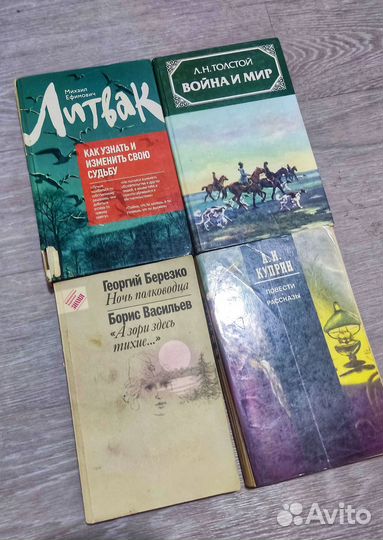 Михаил
Ефимович
Литвак
КАК УЗНАТЬ И
ИЗМЕНИТЬ СВОЮ
СУДЬБУ
Л.Н.ТОЛСТОЙ
ВОЙНА И МИР
Георгий Березко
Ночь полководца
Борис Васильев
«А зори здесь
тихие...»
А.И.
КУПРИН
ПОВЕСТИ
РАССКАЗЫ
Avito